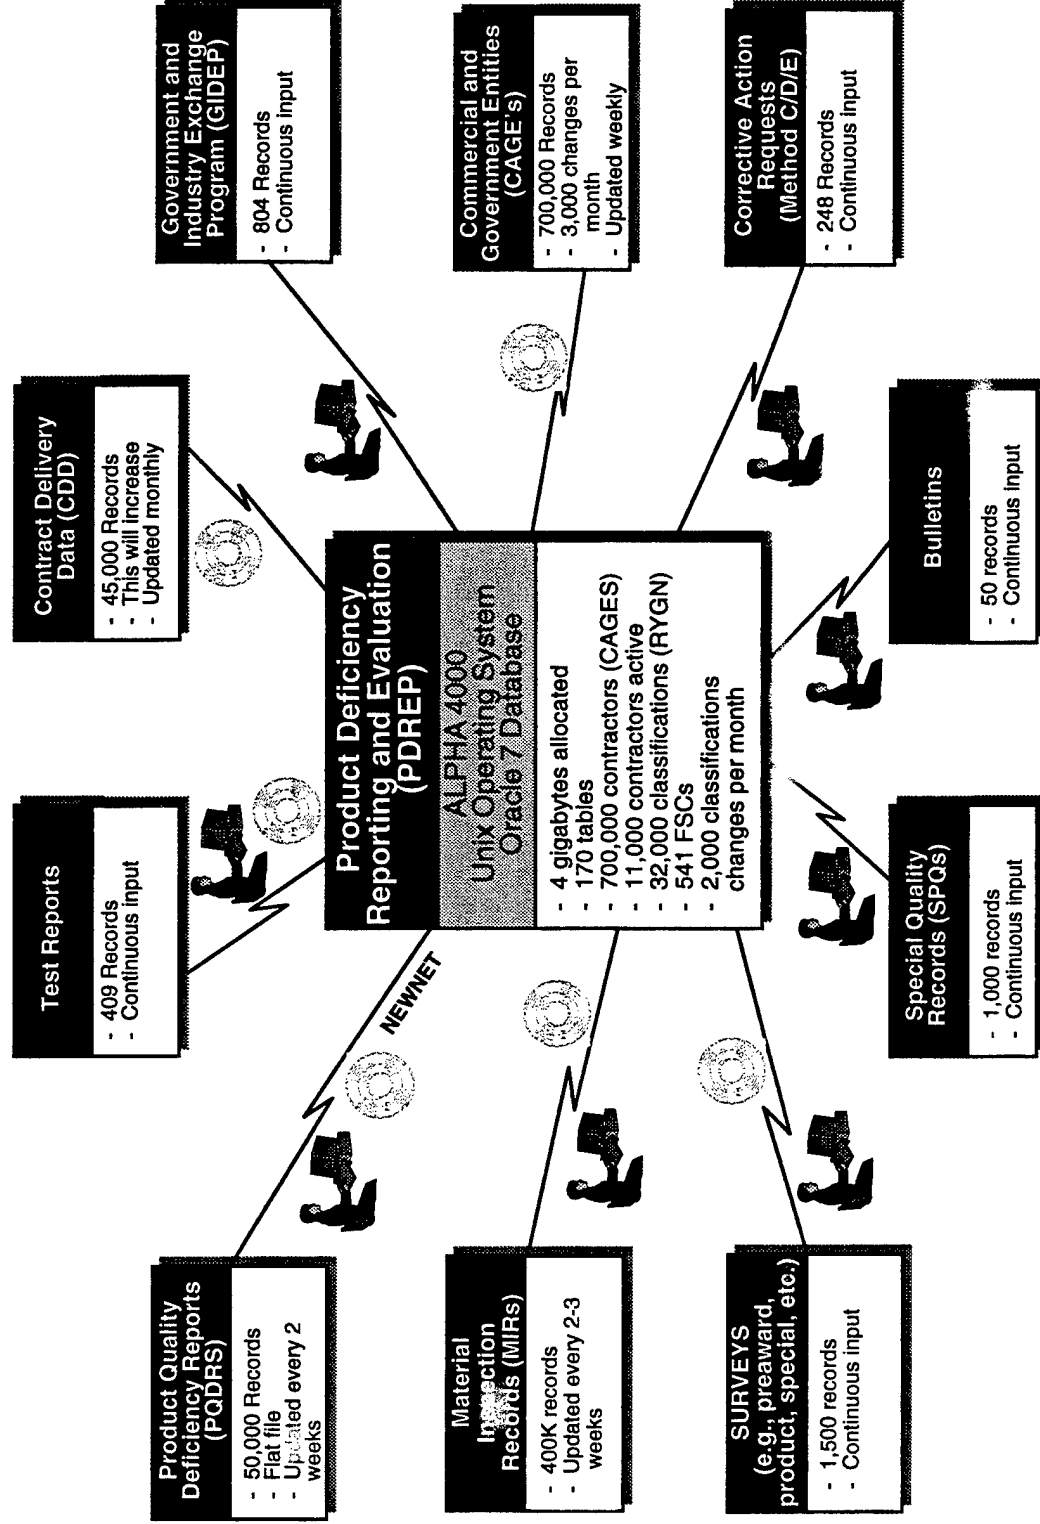 Product Quality
Deficiency Reports
(PQDRS)
- 50,000 Records
- Flat file
- Updated every 2
weeks
Test Reports
- 409 Records
- Continuous input
Contract Delivery
Data (CDD)
- 45,000 Records
- This will increase
- Updated monthly
Government and
Industry Exchange
Program (GIDEP)
- 804 Records
- Continuous input
NEWNET
Product Deficiency
Reporting and Evaluation
(PDREP)
ALPHA 4000
Unix Operating System
Oracle 7 Database
- 4 gigabytes allocated
- 170 tables
- 700,000 contractors (CAGES)
- 11,000 contractors active
- 32,000 classifications (RYGN)
- 541 FSCs
- 2,000 classifications
changes per month
Material
Inspection
Records (MIRs)
- 400K records
- Updated every 2-3
weeks
Commercial and
Government Entities
(CAGE's)
- 700,000 Records
- 3,000 changes per
month
- Updated weekly
SURVEYS
(e.g., preaward,
product, special, etc.)
- 1,500 records
- Continuous input
Special Quality
Records (SPQs)
- 1,000 records
- Continuous input
Bulletins
- 50 records
- Continuous input
Corrective Action
Requests
(Method C/D/E)
- 248 Records
- Continuous input